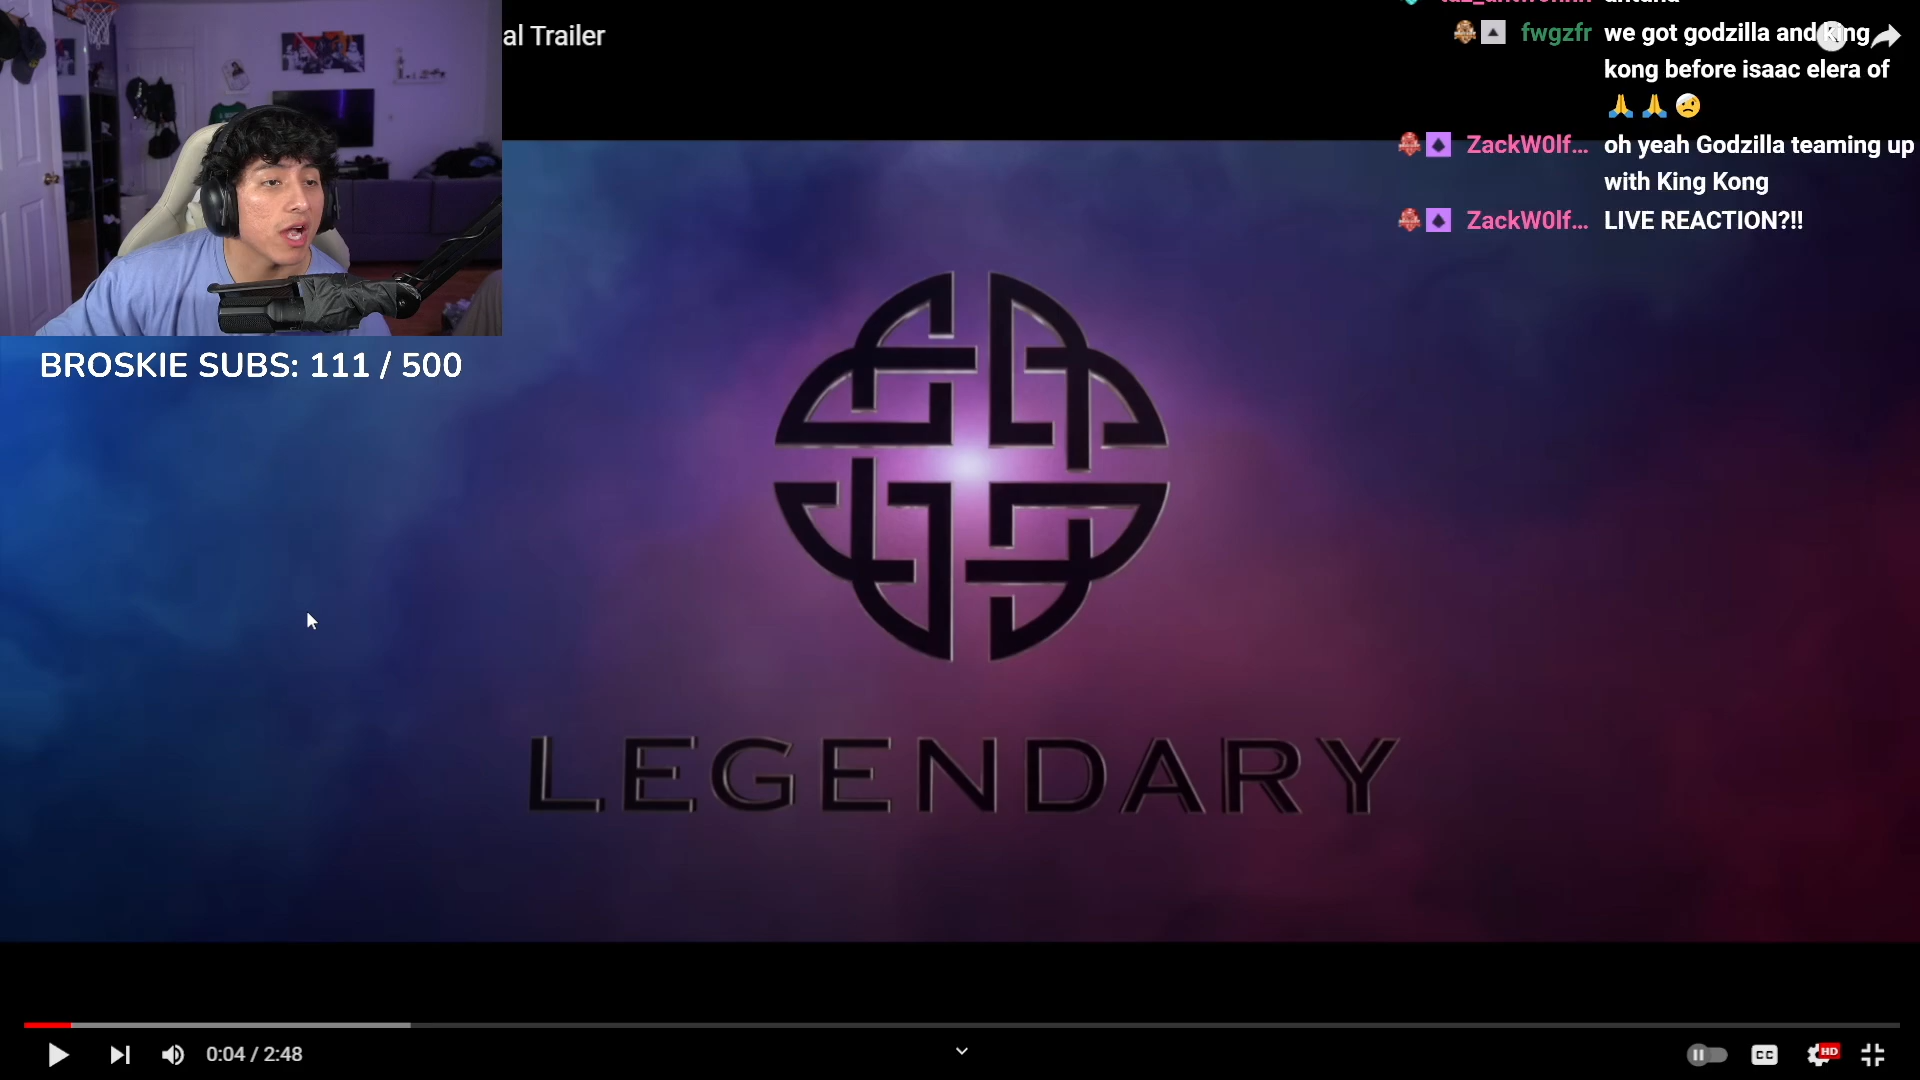 al Trailer
fwgzfr we got godzilla and king
kong before isaac elera of
🙏 🙏 🤕
ZackW0lf... oh yeah Godzilla teaming up
with King Kong
ZackW0lf... LIVE REACTION?!!
BROSKIE SUBS: 111 / 500
LEGENDARY
0:04 / 2:48
CC
HD